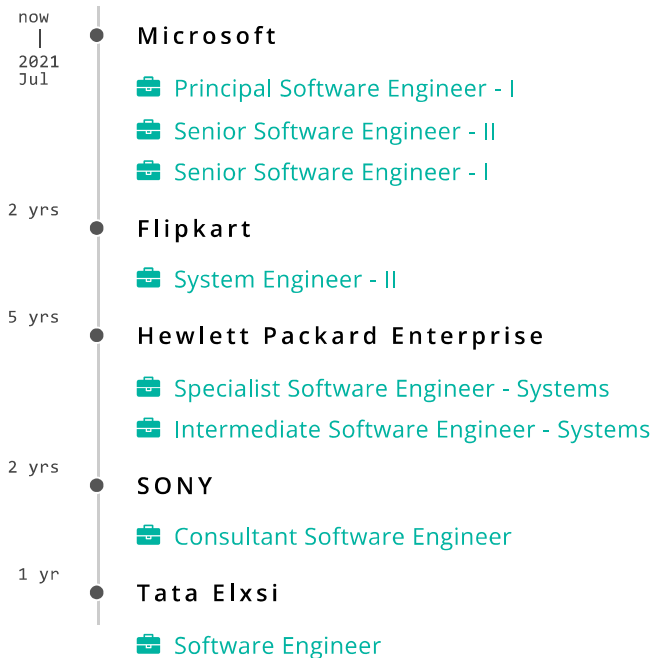 now
|
2021
Jul
Microsoft
Principal Software Engineer - I
Senior Software Engineer - II
Senior Software Engineer - I
2 yrs
Flipkart
System Engineer - II
5 yrs
Hewlett Packard Enterprise
Specialist Software Engineer - Systems
Intermediate Software Engineer - Systems
2 yrs
SONY
Consultant Software Engineer
1 yr
Tata Elxsi
Software Engineer